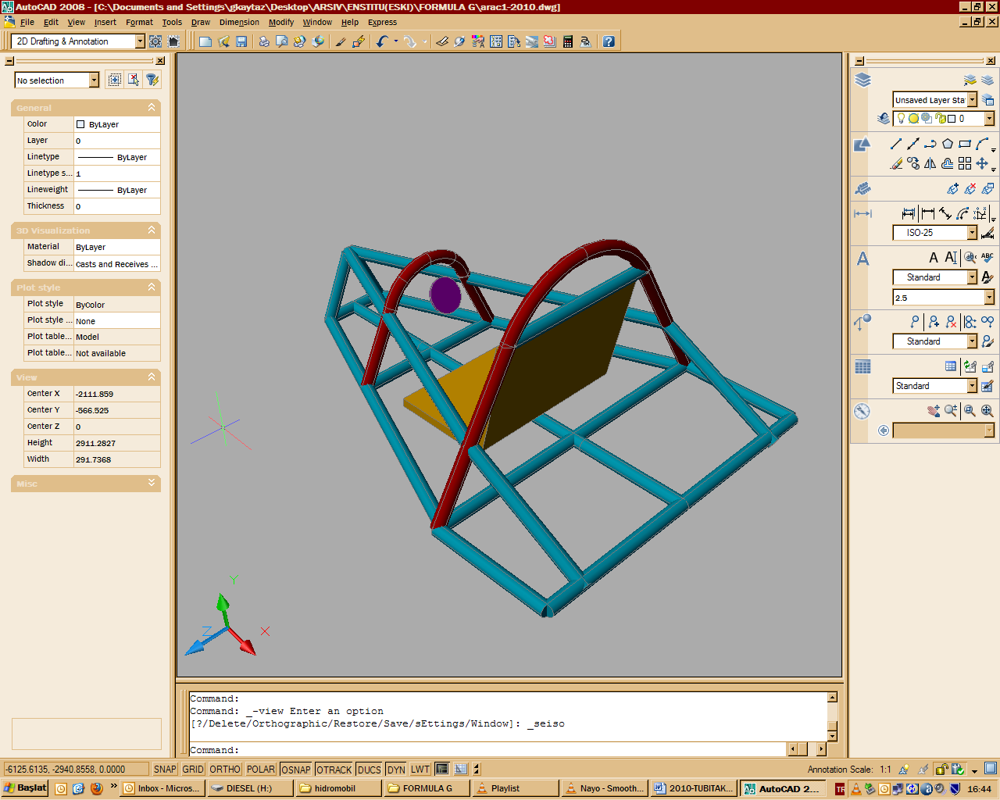 AutoCAD 2008 - [C:\Documents and Settings\gkaytaz\Desktop\ARSIV\ENSTITU(ESKI)\FORMULA G\arac1-2010.dwg]
File Edit View Insert Format Tools Draw Dimension Modify Window Help Express
2D Drafting & Annotation
No selection
General
Color ByLayer
Layer 0
Linetype ByLayer
Linetype s... 1
Lineweight ByLayer
Thickness 0
3D Visualization
Material ByLayer
Shadow di... Casts and Receives ...
Plot style
Plot style ByColor
Plot style ... None
Plot table... Model
Plot table... Not available
View
Center X -2111.859
Center Y -566.525
Center Z 0
Height 2911.2827
Width 291.7368
Misc
Y
Z
X
Unsaved Layer Sta
0
ISO-25
A A ABC
Standard
2.5
Standard
Standard
Command:
Command: _-view Enter an option
[?/Delete/Orthographic/Restore/Save/sEttings/Window]: _seiso
Command:
-6125.6135, -2940.8558, 0.0000 SNAP GRID ORTHO POLAR OSNAP OTRACK DUCS DYN LWT Annotation Scale: 1:1
Başlat Inbox - Micros... DIESEL (H:) hidromobil FORMULA G Playlist Nayo - Smooth... 2010-TUBITAK... AutoCAD 2... TR 16:44